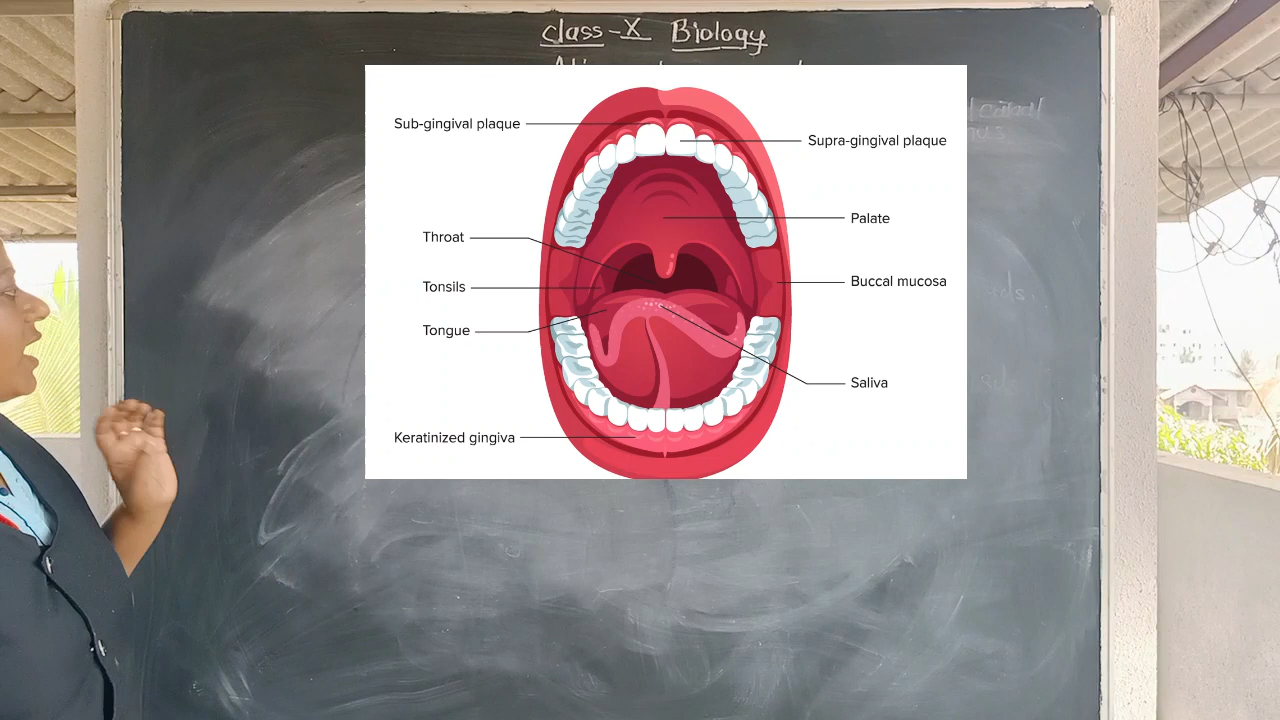 class-X Biology
Sub-gingival plaque
Supra-gingival plaque
Palate
Throat
Buccal mucosa
Tonsils
Tongue
Saliva
Keratinized gingiva